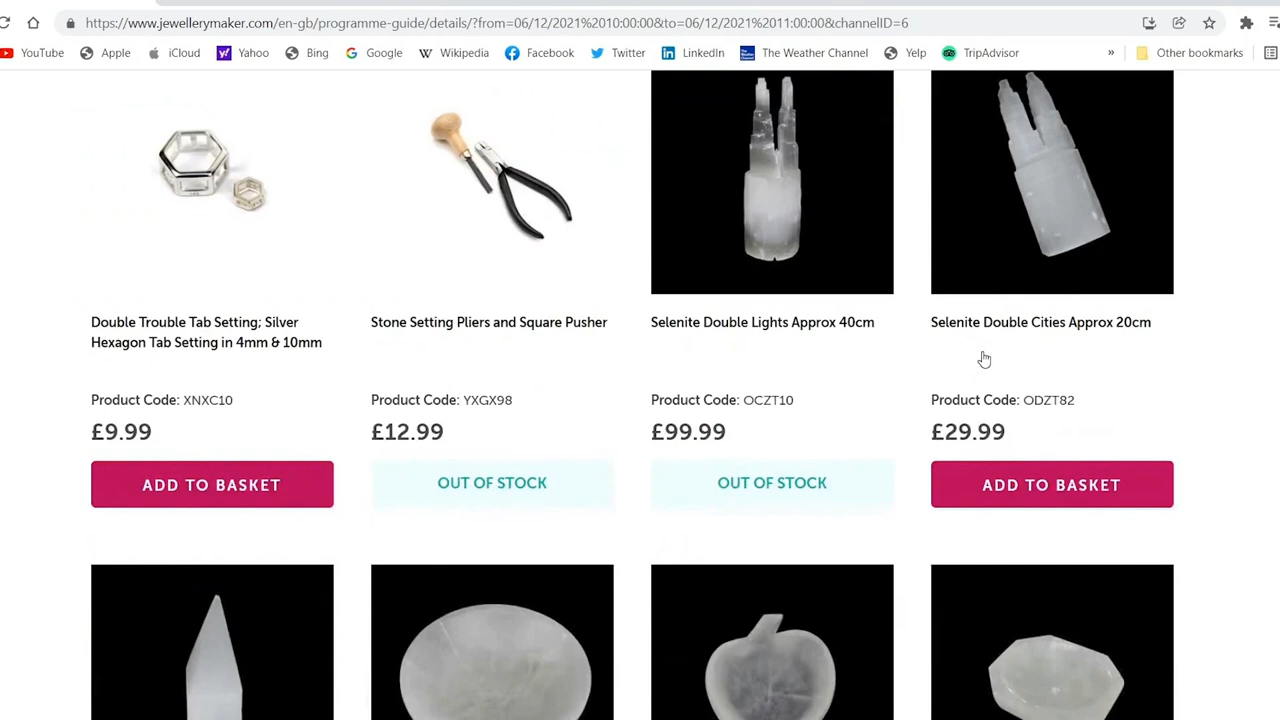 https://www.jewellerymaker.com/en-gb/programme-guide/details/?from=06/12/2021%2010:00:00&to=06/12/2021%2011:00:00&channelID=6
YouTube Apple iCloud Yahoo Bing Google Wikipedia Facebook Twitter LinkedIn The Weather Channel Yelp TripAdvisor » Other bookmarks
Double Trouble Tab Setting; Silver
Hexagon Tab Setting in 4mm & 10mm
Product Code: XNXC10
£9.99
ADD TO BASKET
Stone Setting Pliers and Square Pusher
Product Code: YXGX98
£12.99
OUT OF STOCK
Selenite Double Lights Approx 40cm
Product Code: OCZT10
£99.99
OUT OF STOCK
Selenite Double Cities Approx 20cm
Product Code: ODZT82
£29.99
ADD TO BASKET